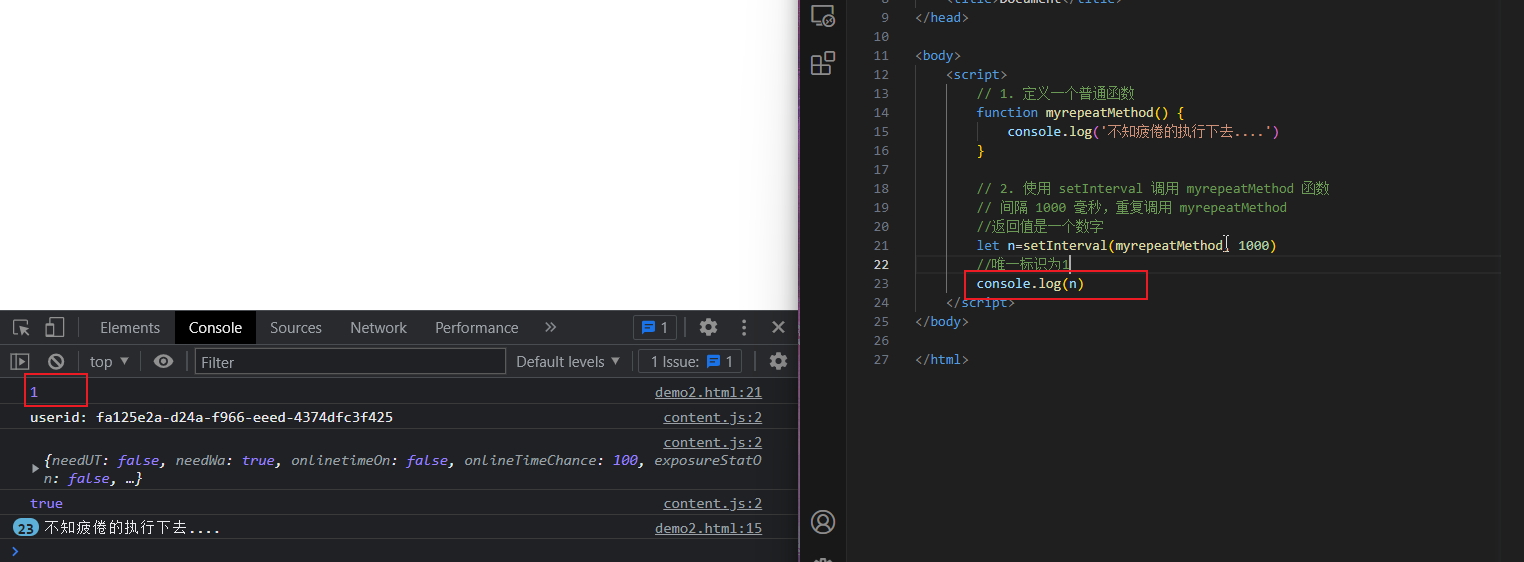 Elements Console Sources Network Performance » 1
top ▼ Filter Default levels ▼ 1 Issue: 1
1 demo2.html:21
userid: fa125e2a-d24a-f966-eeed-4374dfc3f425 content.js:2
content.js:2
{needUT: false, needWa: true, onlinetimeOn: false, onlineTimeChance: 100, exposureStatO
n: false, …}
true content.js:2
23 不知疲倦的执行下去.... demo2.html:15
8 <title>Document</title>
9 </head>
10
11 <body>
12 <script>
13 // 1. 定义一个普通函数
14 function myrepeatMethod() {
15 console.log('不知疲倦的执行下去....')
16 }
17
18 // 2. 使用 setInterval 调用 myrepeatMethod 函数
19 // 间隔 1000 毫秒，重复调用 myrepeatMethod
20 //返回值是一个数字
21 let n=setInterval(myrepeatMethod, 1000)
22 //唯一标识为1
23 console.log(n)
24 </script>
25 </body>
26
27 </html>